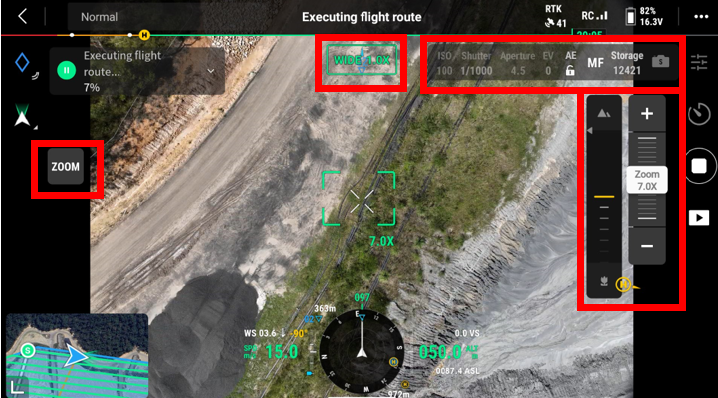 Normal
Executing flight route
RTK
41
RC
82%
16.3V
Executing flight
route...
7%
WIDE 1.0X
ISO Shutter Aperture EV AE MF Storage
100 1/1000 4.5 0 12421
S
H
ZOOM
+
Zoom
7.0X
−
7.0X
363m
097
WS 03.6 ↓ -90°
0.0 VS
15.0
050.0
0087.4 ASL
E
S
N
W
H
972m
S
H